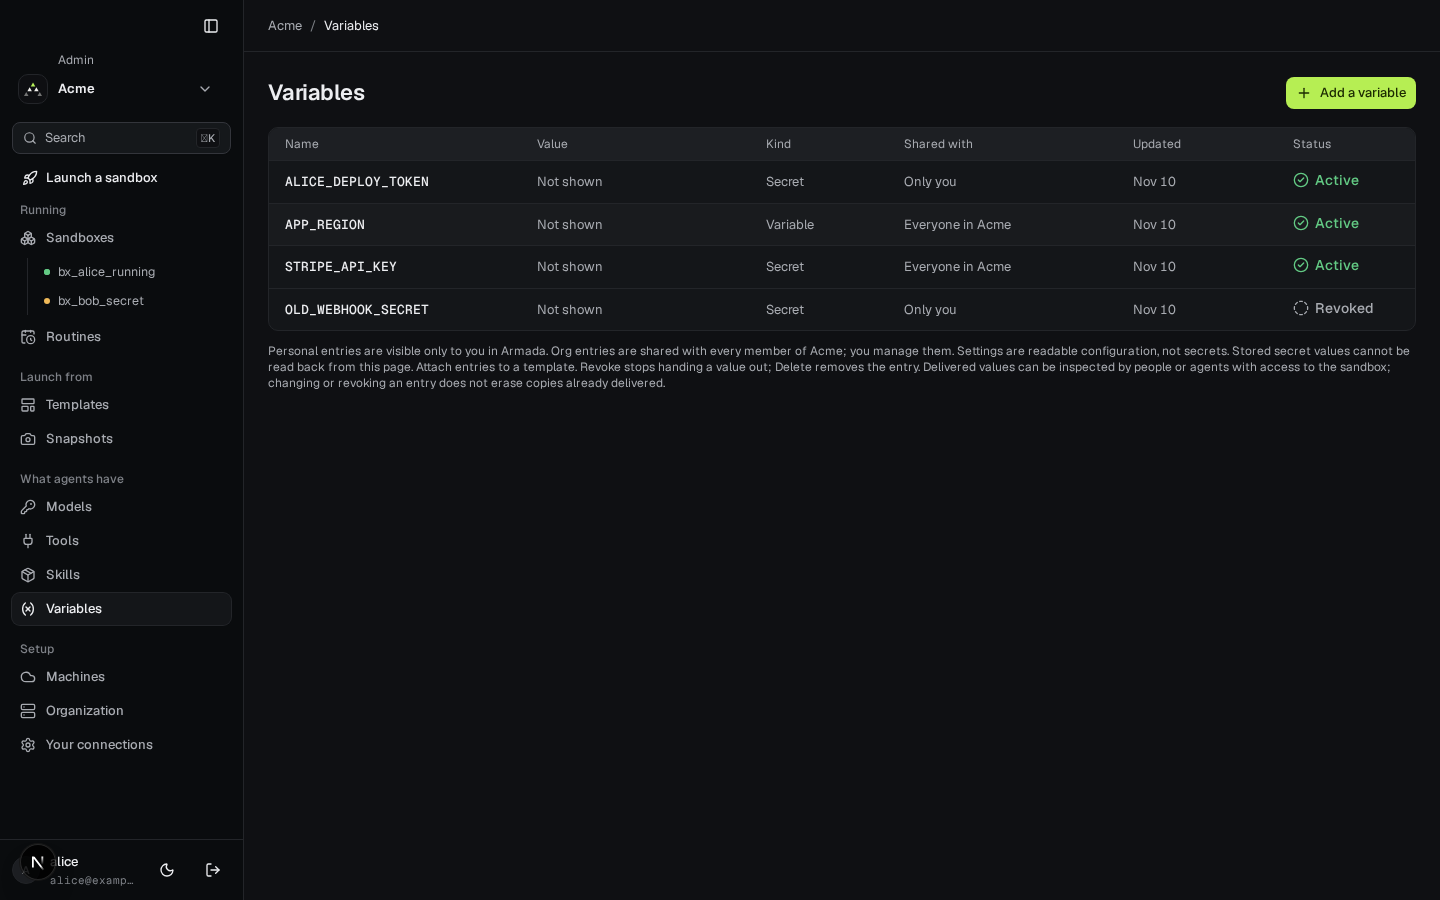 Admin
Acme
Search
K
Launch a sandbox
Running
Sandboxes
bx_alice_running
bx_bob_secret
Routines
Launch from
Templates
Snapshots
What agents have
Models
Tools
Skills
Variables
Setup
Machines
Organization
Your connections
N
alice
alice@examp…
Acme / Variables
Variables
Add a variable
Name Value Kind Shared with Updated Status
ALICE_DEPLOY_TOKEN Not shown Secret Only you Nov 10 Active
APP_REGION Not shown Variable Everyone in Acme Nov 10 Active
STRIPE_API_KEY Not shown Secret Everyone in Acme Nov 10 Active
OLD_WEBHOOK_SECRET Not shown Secret Only you Nov 10 Revoked
Personal entries are visible only to you in Armada. Org entries are shared with every member of Acme; you manage them. Settings are readable configuration, not secrets. Stored secret values cannot be
read back from this page. Attach entries to a template. Revoke stops handing a value out; Delete removes the entry. Delivered values can be inspected by people or agents with access to the sandbox;
changing or revoking an entry does not erase copies already delivered.